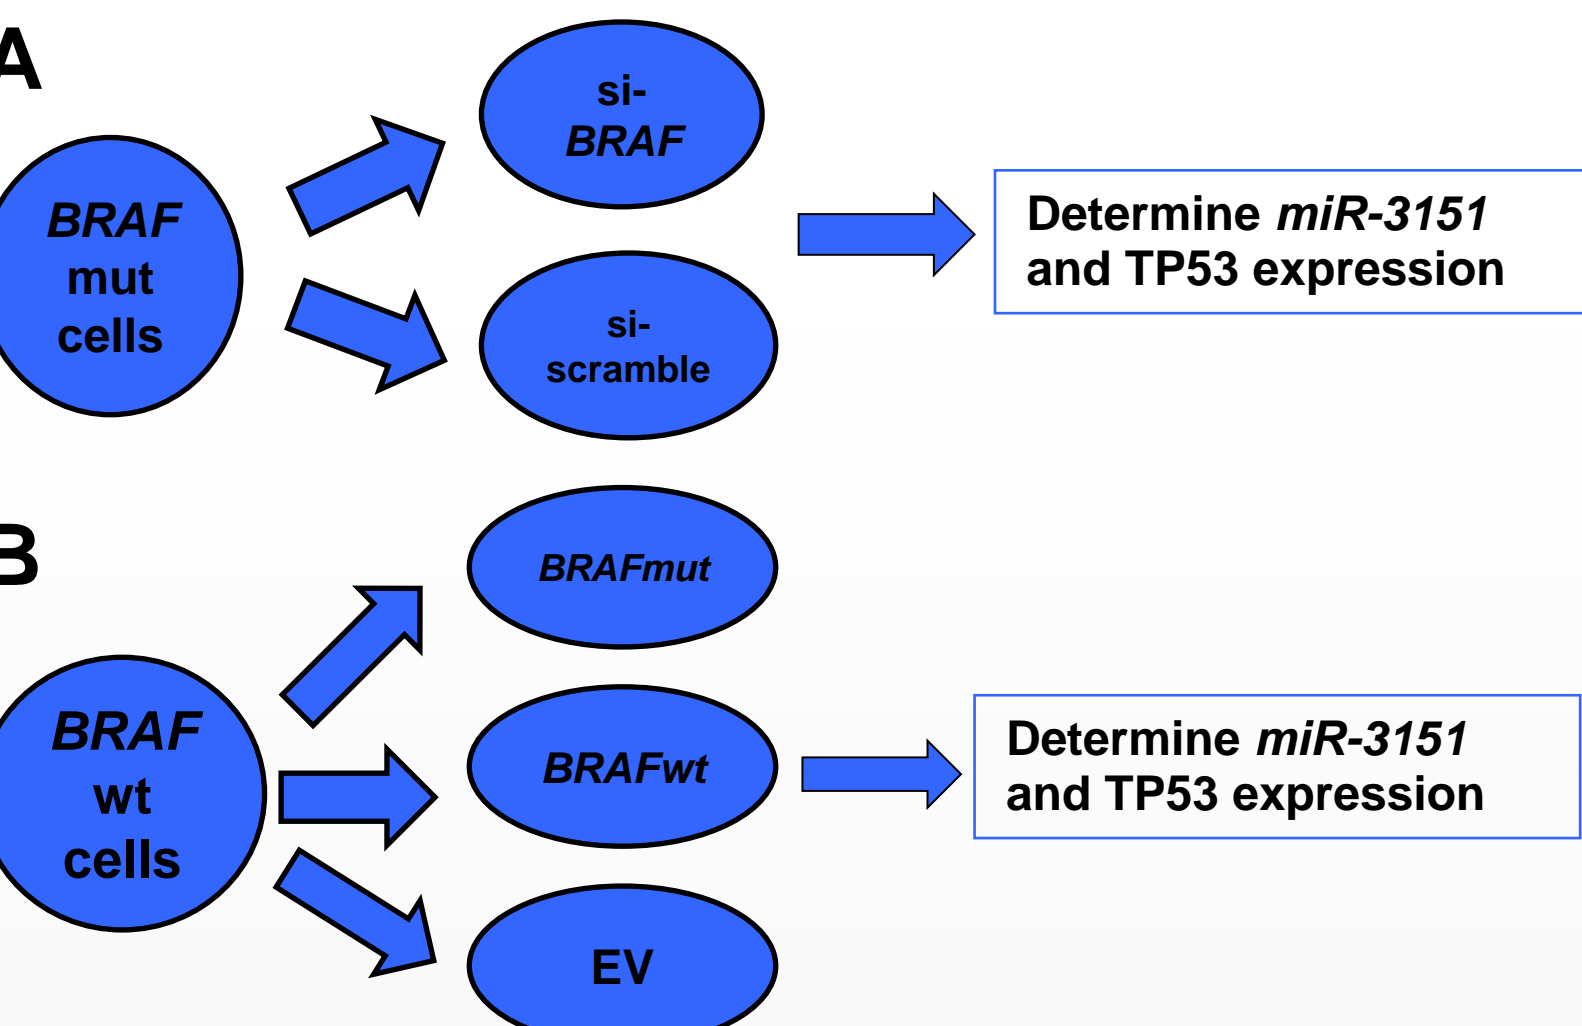 A
si-
BRAF
BRAF
mut
cells
Determine miR-3151
and TP53 expression
si-
scramble
B
BRAFmut
BRAF
wt
cells
BRAFwt
Determine miR-3151
and TP53 expression
EV